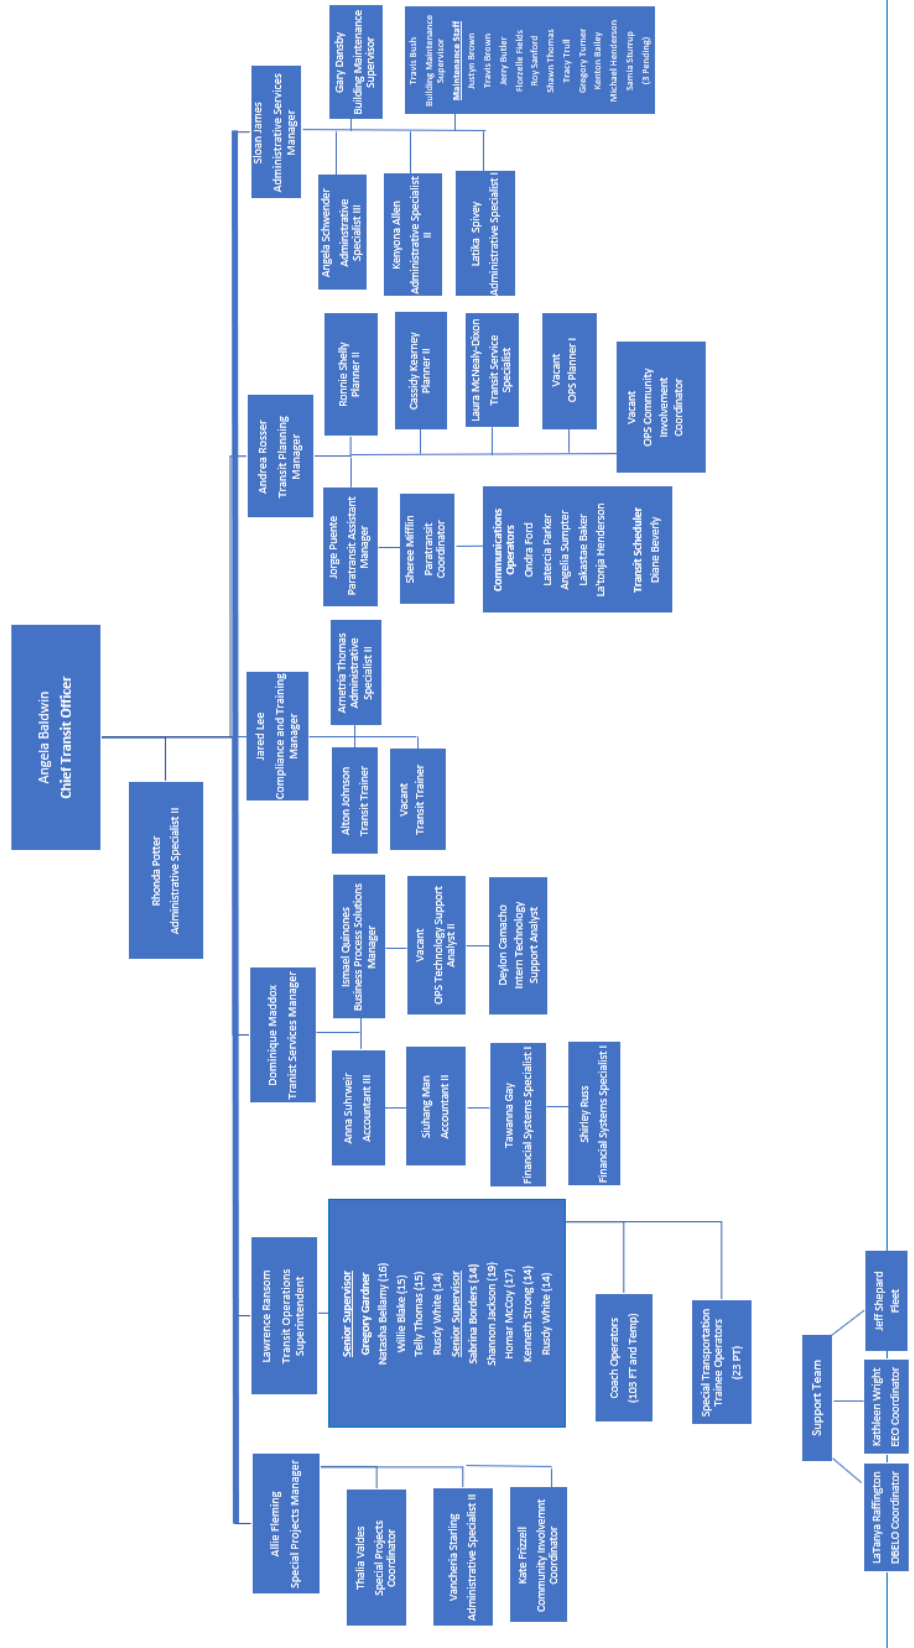 Angela Baldwin
Chief Transit Officer
Rhonda Potter
Administrative Specialist II
Allie Fleming
Special Projects Manager
Thalia Valdes
Special Projects
Coordinator
Vancheria Starling
Administrative Specialist II
Kate Frizzell
Community Involvemnt
Coordinator
Lawrence Ransom
Transit Operations
Superintendent
Senior Supervisor
Gregory Gardner
Natasha Bellamy (16)
Willie Blake (15)
Telly Thomas (15)
Rusdy White (14)
Senior Supervisor
Sabrina Borders (14)
Shannon Jackson (19)
Homar McCoy (17)
Kenneth Strong (14)
Rusdy White (14)
Coach Operators
(103 FT and Temp)
Special Transportation
Trainee Operators
(23 PT)
Dominique Maddox
Tranist Services Manager
Anna Suhrweir
Accountant III
Siuhang Man
Accountant II
Tawanna Gay
Financial Systems Specialist I
Shirley Russ
Financial Systems Specialist I
Ismael Quinones
Business Process Solutions
Manager
Vacant
OPS Technology Support
Analyst II
Deylon Camacho
Intern Technology
Support Analyst
Jared Lee
Compliance and Training
Manager
Alton Johnson
Transit Trainer
Vacant
Transit Trainer
Ametria Thomas
Administrative
Specialist II
Andrea Rosser
Transit Planning
Manager
Jorge Puente
Paratransit Assistant
Manager
Sheree Mifflin
Paratransit
Coordinator
Communications
Operators
Ondra Ford
Latercia Parker
Angelia Sumpter
Lakastae Baker
La'tonja Henderson
Transit Scheduler
Diane Beverly
Ronnie Shelly
Planner II
Cassidy Kearney
Planner II
Laura McNealy-Dixon
Transit Service
Specialist
Vacant
OPS Planner I
Vacant
OPS Community
Involvement
Coordinator
Sloan James
Administrative Services
Manager
Angela Schwender
Adminstrative
Specialist III
Kenyona Allen
Administrative Specialist
II
Latika Spivey
Administrative Specialist I
Gary Dansby
Building Maintenance
Supervisor
Travis Bush
Building Maintenance
Supervisor
Maintenance Staff
Justyn Brown
Travis Brown
Jerry Butler
Florzelle Fields
Roy Sanford
Shawn Thomas
Tracy Trull
Gregory Turner
Kenton Bailey
Michael Henderson
Samia Sturrup
(3 Pending)
Support Team
LaTanya Raffington
DBELO Coordinator
Kathleen Wright
EEO Coordinator
Jeff Shepard
Fleet